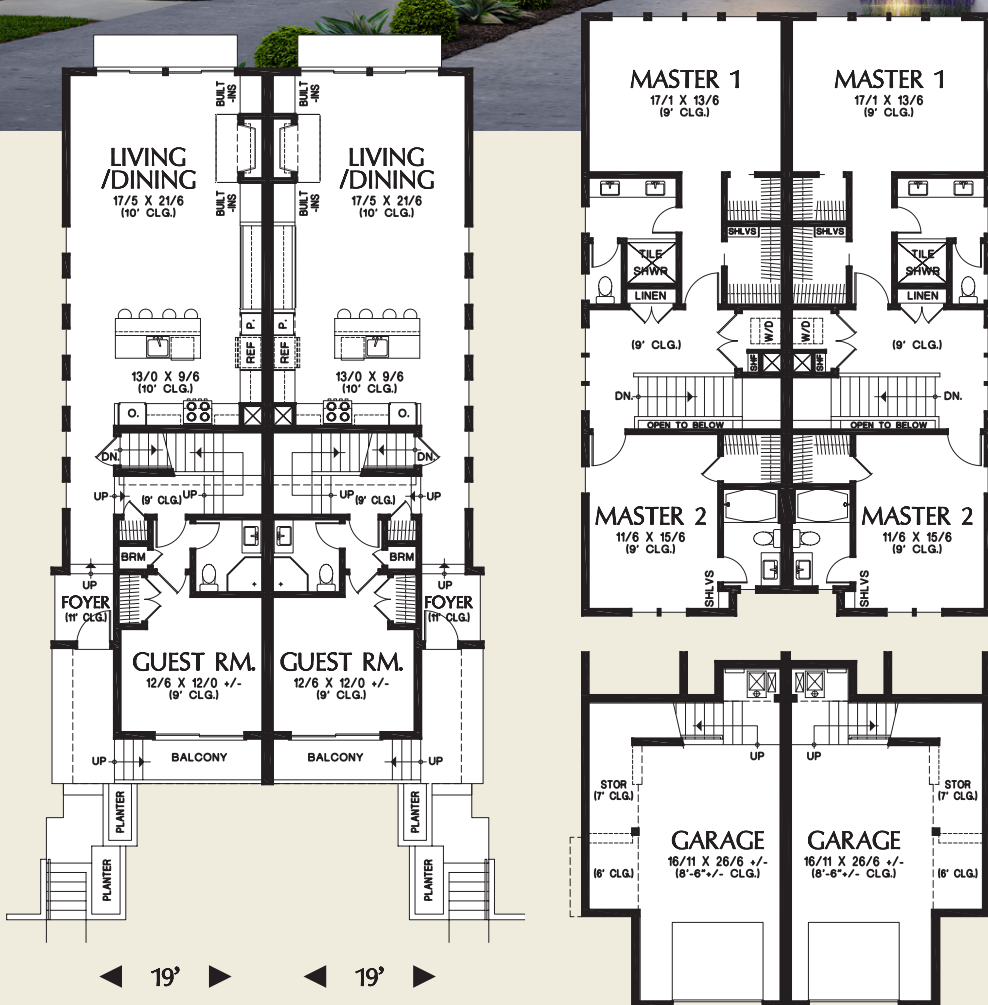 BUILT
-INS
BUILT
-INS
LIVING
/DINING
17/5 X 21/6
(10' CLG.)
LIVING
/DINING
17/5 X 21/6
(10' CLG.)
BUILT
-INS
BUILT
-INS
P.
P.
REF
REF
13/0 X 9/6
(10' CLG.)
13/0 X 9/6
(10' CLG.)
O.
O.
DN.
DN.
UP
(9' CLG.)
UP
UP
(9' CLG.)
UP
BRM
BRM
UP
UP
FOYER
(11' CLG.)
FOYER
(11' CLG.)
GUEST RM.
12/6 X 12/0 +/-
(9' CLG.)
GUEST RM.
12/6 X 12/0 +/-
(9' CLG.)
UP
BALCONY
BALCONY
UP
PLANTER
PLANTER
PLANTER
PLANTER
19'
19'
MASTER 1
17/1 X 13/6
(9' CLG.)
MASTER 1
17/1 X 13/6
(9' CLG.)
SHLVS
SHLVS
TILE
SHWR
TILE
SHWR
LINEN
LINEN
(9' CLG.)
W/D
W/D
(9' CLG.)
SHF
SHF
DN.
DN.
OPEN TO BELOW
OPEN TO BELOW
MASTER 2
11/6 X 15/6
(9' CLG.)
MASTER 2
11/6 X 15/6
(9' CLG.)
SHLVS
SHLVS
UP
UP
STOR
(7' CLG.)
STOR
(7' CLG.)
GARAGE
16/11 X 26/6 +/-
(8'-6"+/- CLG.)
GARAGE
16/11 X 26/6 +/-
(8'-6"+/- CLG.)
(6' CLG.)
(6' CLG.)